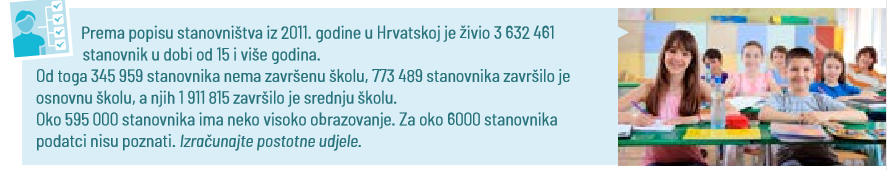 Prema popisu stanovništva iz 2011. godine u Hrvatskoj je živio 3 632 461
stanovnik u dobi od 15 i više godina.
Od toga 345 959 stanovnika nema završenu školu, 773 489 stanovnika završilo je
osnovnu školu, a njih 1 911 815 završilo je srednju školu.
Oko 595 000 stanovnika ima neko visoko obrazovanje. Za oko 6000 stanovnika
podatci nisu poznati. Izračunajte postotne udjele.